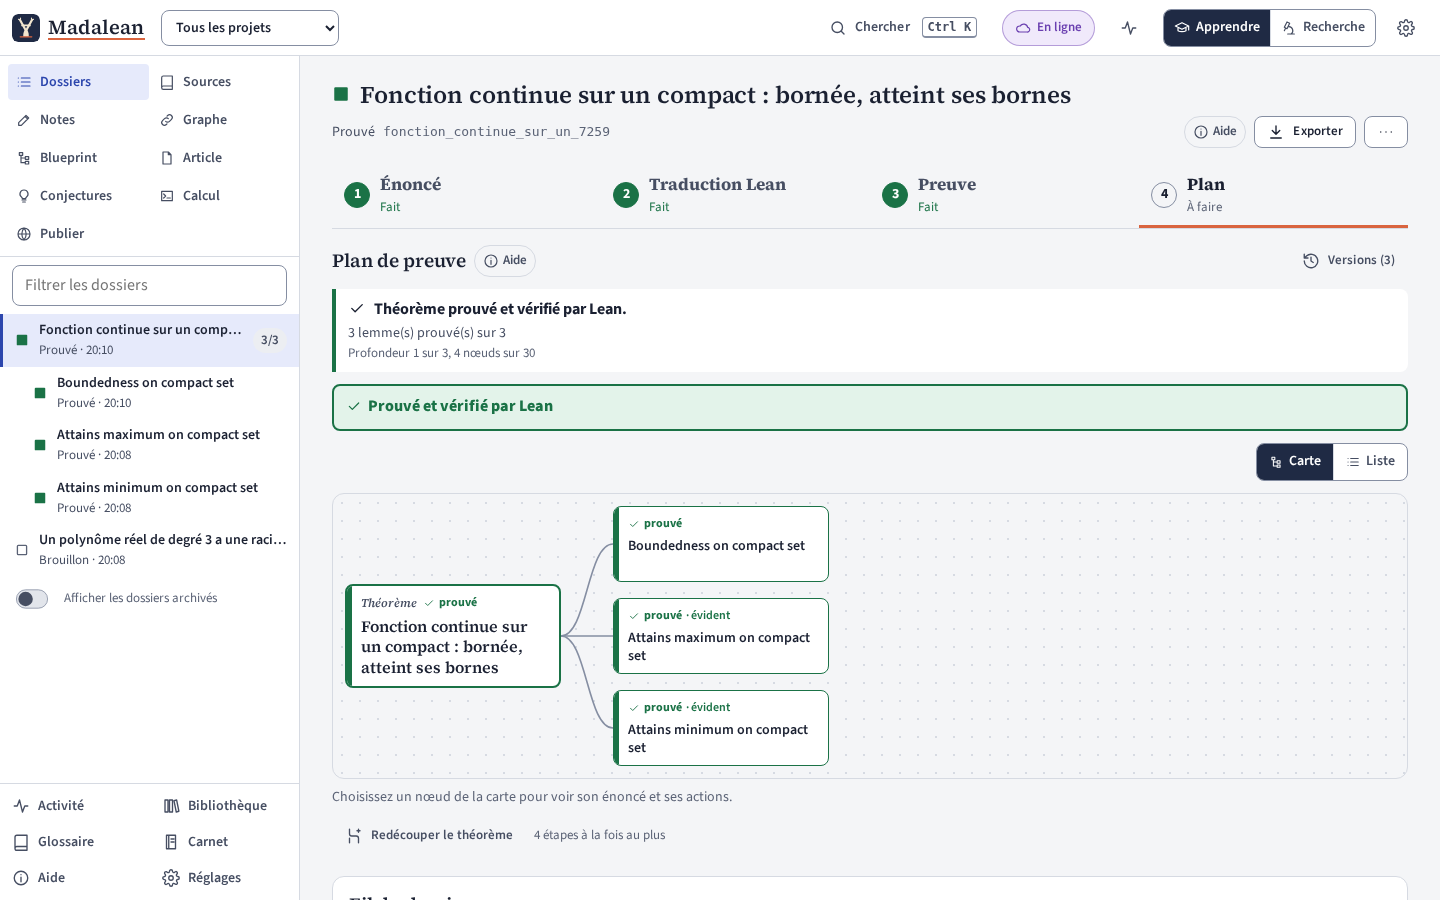 Madalean
Tous les projets
Chercher Ctrl K
En ligne
Apprendre
Recherche
Dossiers
Sources
Notes
Graphe
Blueprint
Article
Conjectures
Calcul
Publier
Filtrer les dossiers
Fonction continue sur un comp…
Prouvé · 20:10
3/3
Boundedness on compact set
Prouvé · 20:10
Attains maximum on compact set
Prouvé · 20:08
Attains minimum on compact set
Prouvé · 20:08
Un polynôme réel de degré 3 a une raci…
Brouillon · 20:08
Afficher les dossiers archivés
Activité
Bibliothèque
Glossaire
Carnet
Aide
Réglages
Fonction continue sur un compact : bornée, atteint ses bornes
Prouvé fonction_continue_sur_un_7259
Aide
Exporter
...
1 Énoncé
Fait
2 Traduction Lean
Fait
3 Preuve
Fait
4 Plan
À faire
Plan de preuve
Aide
Versions (3)
Théorème prouvé et vérifié par Lean.
3 lemme(s) prouvé(s) sur 3
Profondeur 1 sur 3, 4 nœuds sur 30
Prouvé et vérifié par Lean
Carte
Liste
Théorème prouvé
Fonction continue sur
un compact : bornée,
atteint ses bornes
prouvé
Boundedness on compact set
prouvé · évident
Attains maximum on compact
set
prouvé · évident
Attains minimum on compact
set
Choisissez un nœud de la carte pour voir son énoncé et ses actions.
Redécouper le théorème
4 étapes à la fois au plus